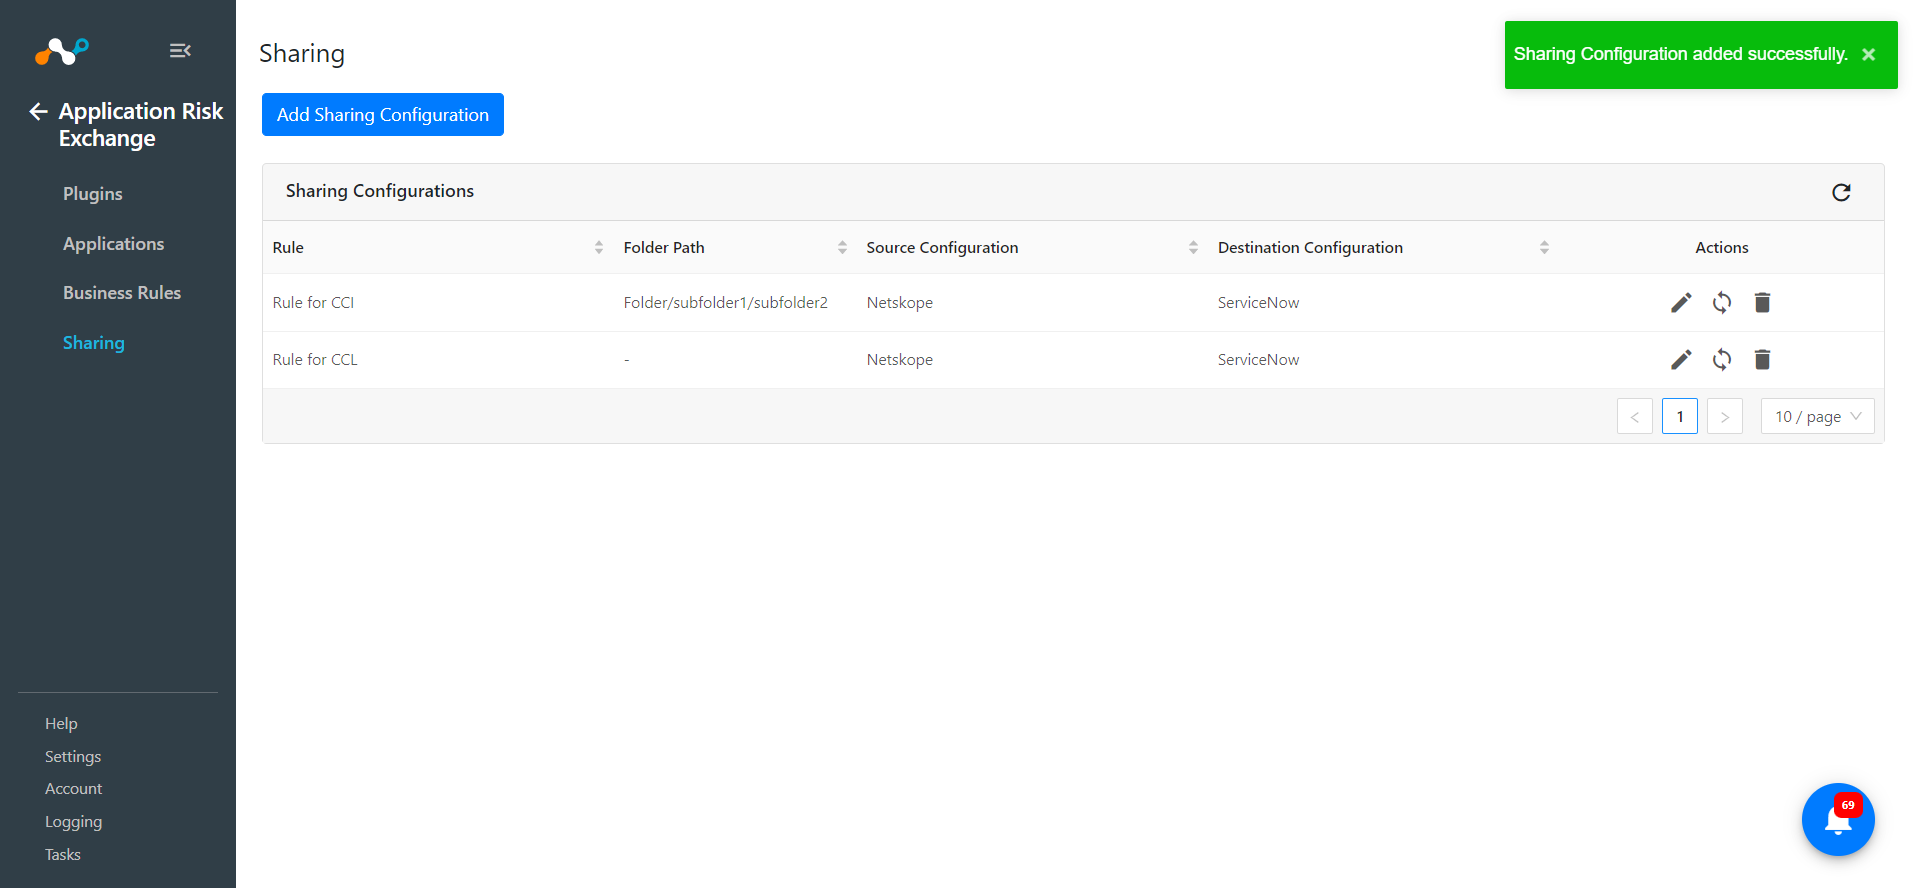 Application Risk
Exchange
Plugins
Applications
Business Rules
Sharing
Help
Settings
Account
Logging
Tasks
Sharing
Sharing Configuration added successfully. ×
Add Sharing Configuration
Sharing Configurations
Rule Folder Path Source Configuration Destination Configuration Actions
Rule for CCI Folder/subfolder1/subfolder2 Netskope ServiceNow
Rule for CCL - Netskope ServiceNow
< 1 > 10 / page
69